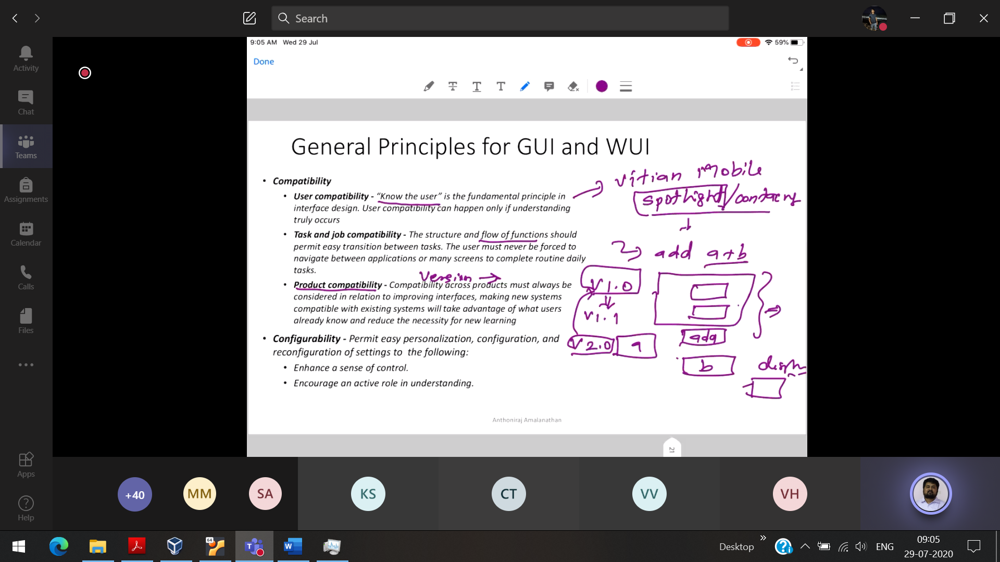 Search
9:05 AM Wed 29 Jul
59%
Done
Activity
Chat
Teams
Assignments
Calendar
Calls
Files
Apps
Help
General Principles for GUI and WUI
• Compatibility
• User compatibility - “Know the user” is the fundamental principle in
interface design. User compatibility can happen only if understanding
truly occurs
• Task and job compatibility - The structure and flow of functions should
permit easy transition between tasks. The user must never be forced to
navigate between applications or many screens to complete routine daily
tasks.
Version
• Product compatibility - Compatibility across products must always be
considered in relation to improving interfaces, making new systems
compatible with existing systems will take advantage of what users
already know and reduce the necessity for new learning
• Configurability - Permit easy personalization, configuration, and
reconfiguration of settings to the following:
• Enhance a sense of control.
• Encourage an active role in understanding.
vitian mobile
spotlight/
add a+b
V1.0
V1.1
V2.0 a
add
b
Anthoniraj Amalanathan
21
+40
MM
SA
KS
CT
VV
VH
64
Desktop
ENG
09:05
29-07-2020